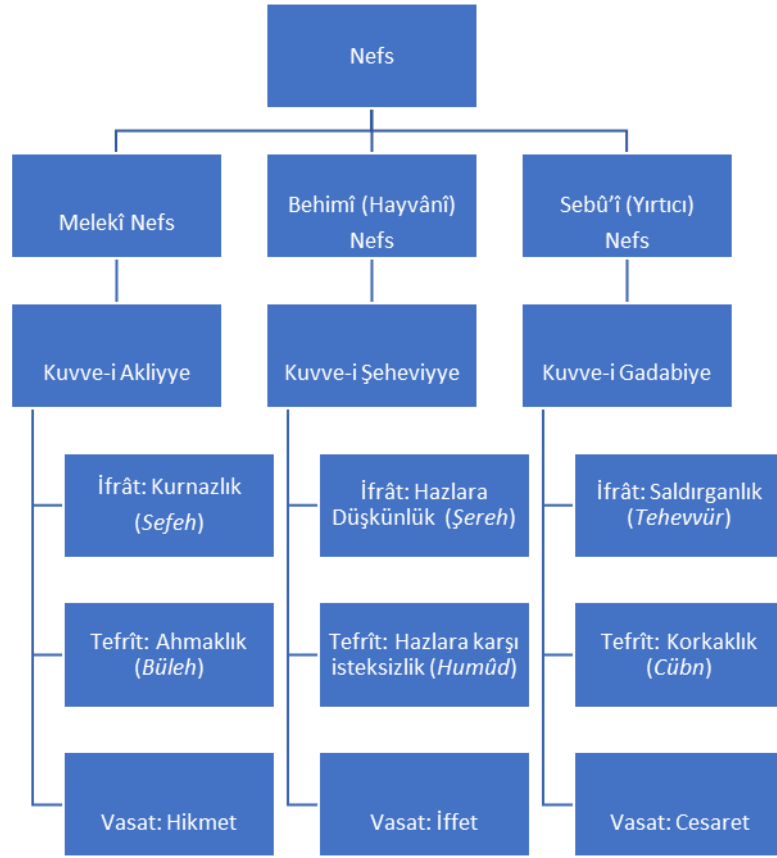 Nefs
Melekî Nefs
Behimî (Hayvânî)
Nefs
Sebû’î (Yırtıcı)
Nefs
Kuvve-i Akliyye
Kuvve-i Şeheviyye
Kuvve-i Gadabiye
İfrât: Kurnazlık
(Sefeh)
İfrât: Hazlara
Düşkünlük (Şereh)
İfrât: Saldırganlık
(Tehevvür)
Tefrît: Ahmaklık
(Büleh)
Tefrît: Hazlara karşı
isteksizlik (Humûd)
Tefrît: Korkaklık
(Cübn)
Vasat: Hikmet
Vasat: İffet
Vasat: Cesaret